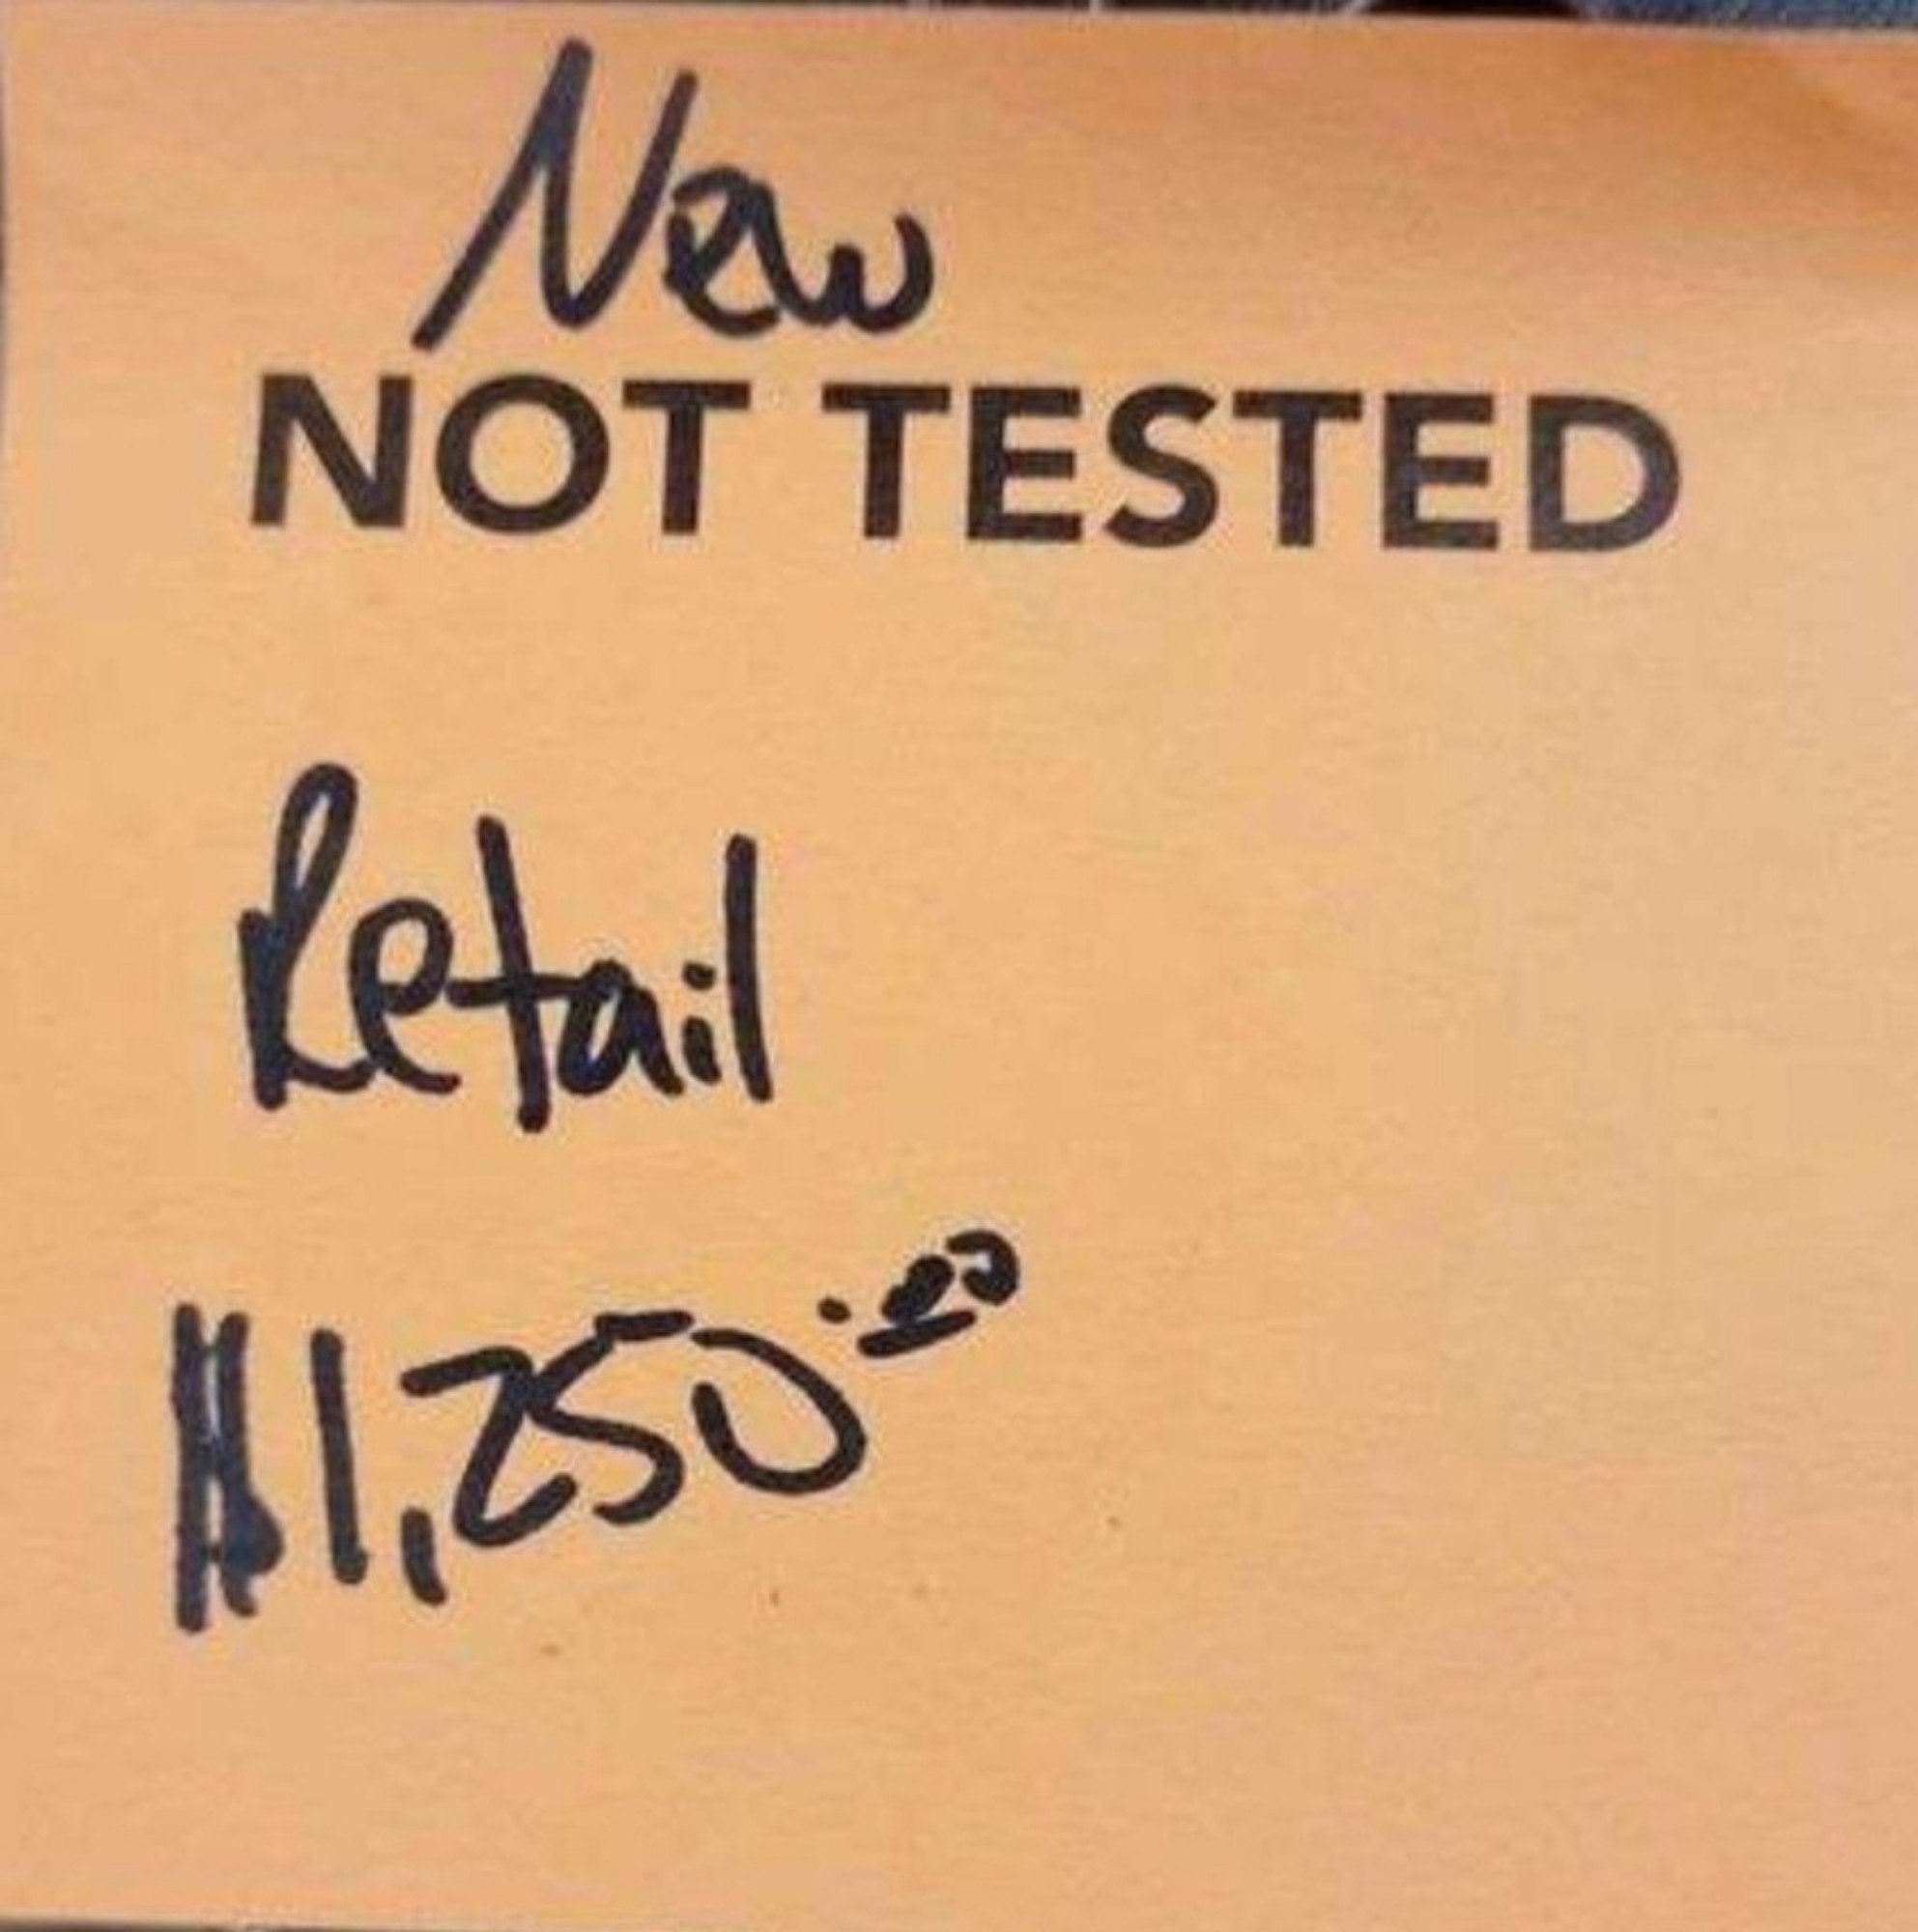 New
NOT TESTED
Retail
$1,250.00